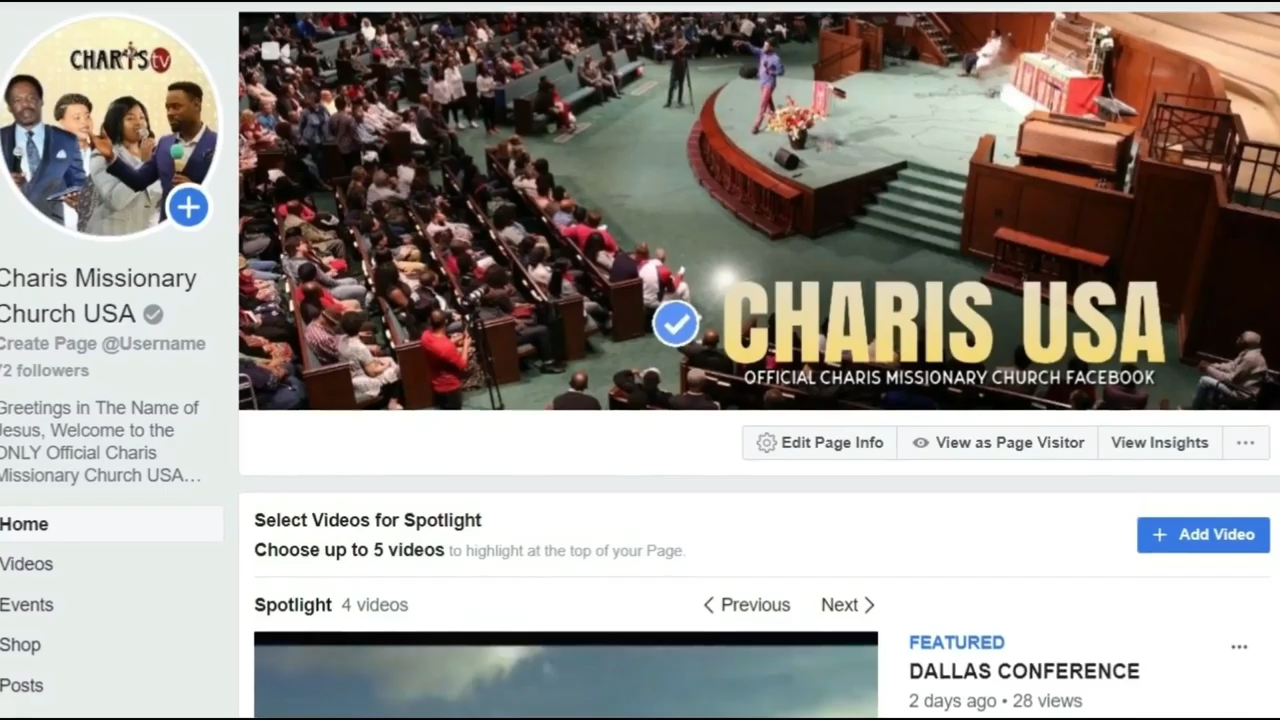 CHARIS TV
Charis Missionary
Church USA
Create Page @Username
72 followers
Greetings in The Name of
Jesus, Welcome to the
ONLY Official Charis
Missionary Church USA…
Home
Videos
Events
Shop
Posts
CHARIS USA
OFFICIAL CHARIS MISSIONARY CHURCH FACEBOOK
Edit Page Info
View as Page Visitor
View Insights
Select Videos for Spotlight
Choose up to 5 videos to highlight at the top of your Page.
+ Add Video
Spotlight 4 videos
Previous
Next
FEATURED
DALLAS CONFERENCE
2 days ago • 28 views